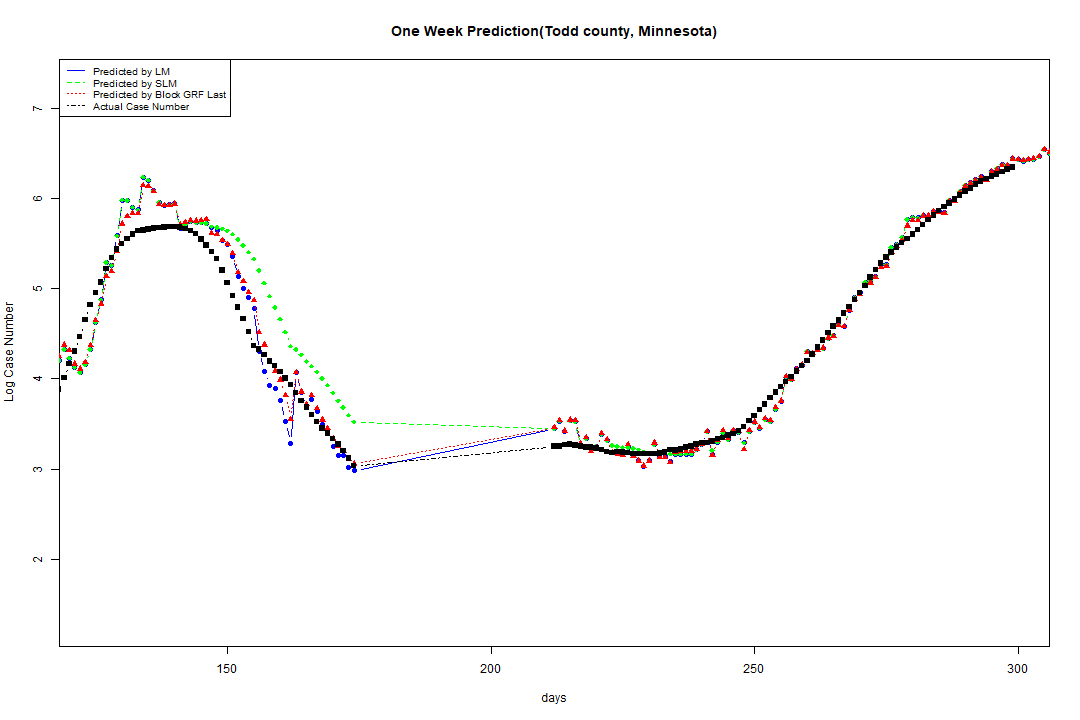 One Week Prediction(Todd county, Minnesota)
Predicted by LM
Predicted by SLM
Predicted by Block GRF Last
Actual Case Number
Log Case Number
7
6
5
4
3
2
150
200
250
300
days